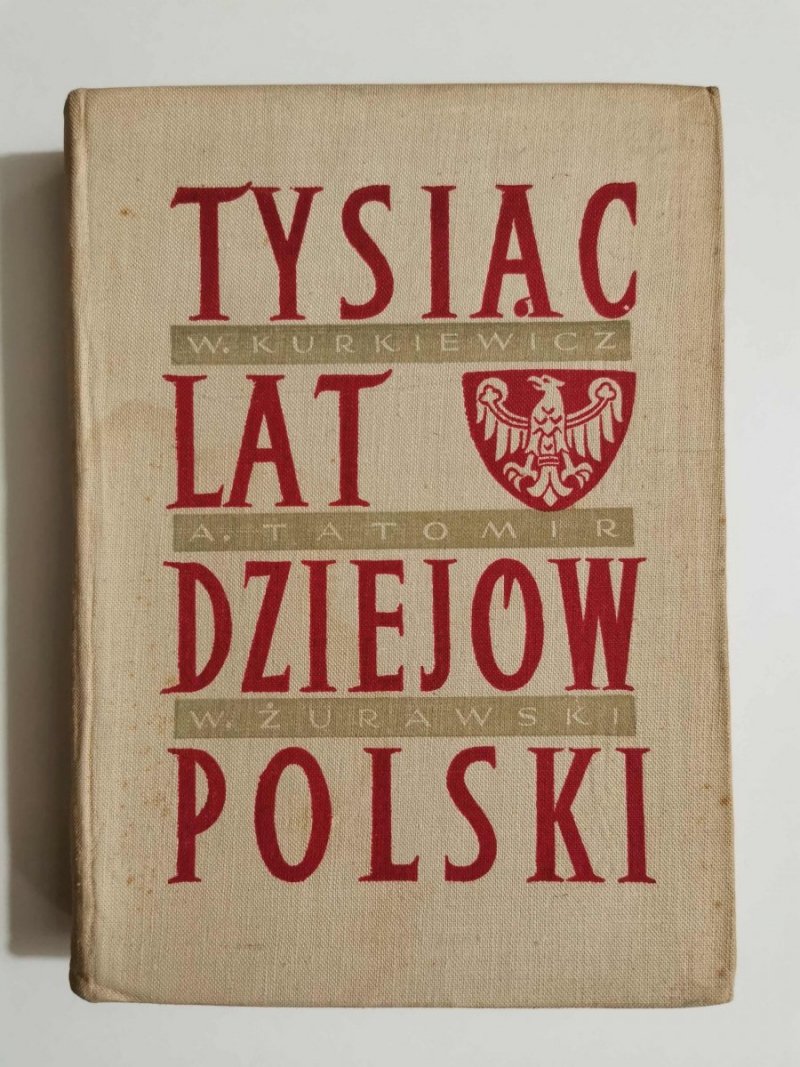 TYSIĄC
W. KURKIEWICZ
LAT
A. TATOMIR
DZIEJÓW
W. ŻURAWSKI
POLSKI